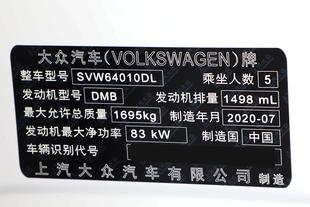 大众汽车(VOLKSWAGEN)牌
整车型号 SVW64010DL 乘坐人数 5
发动机型号 DMB 发动机排量 1498 mL
最大允许总质量 1695kg 制造年月 2020-07
发动机最大净功率 83 kW 制造国 中国
车辆识别代号
上汽大众汽车有限公司 制造